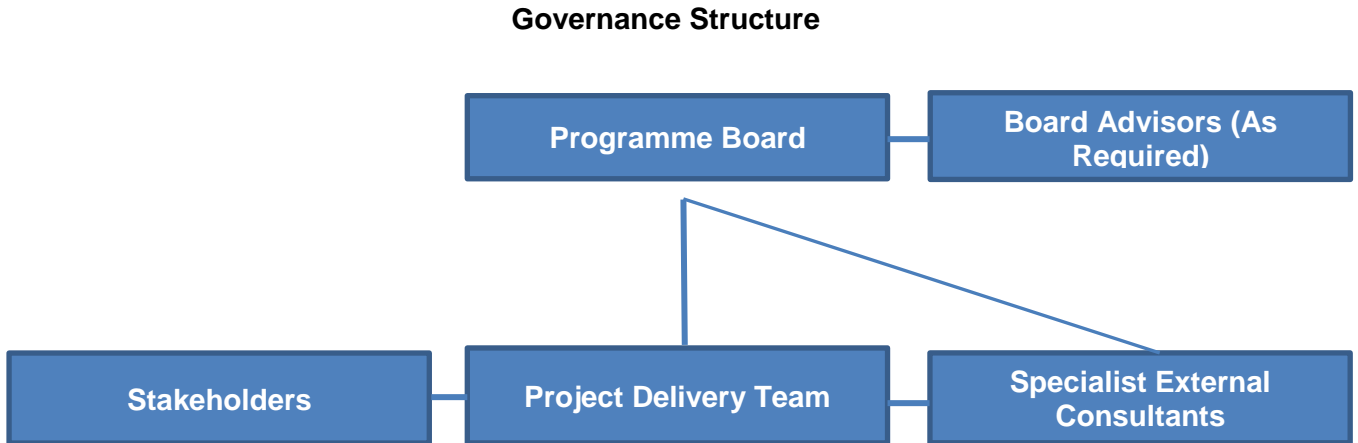 Governance Structure
Programme Board
Board Advisors (As
Required)
Stakeholders
Project Delivery Team
Specialist External
Consultants